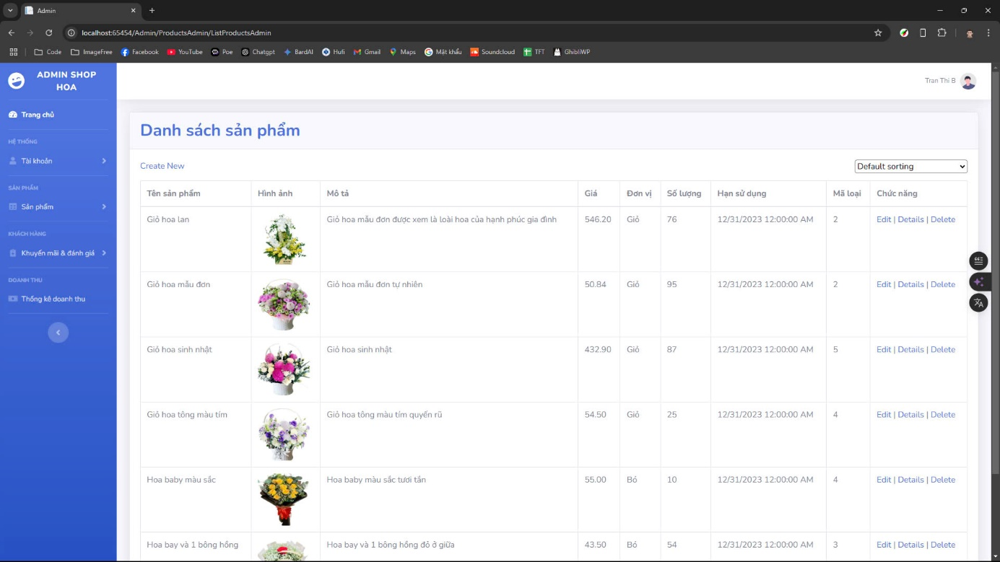 Admin
localhost:65454/Admin/ProductsAdmin/ListProductsAdmin
Code ImageFree Facebook YouTube Poe Chatgpt BardAI Hufi Gmail Maps Mật khẩu Soundcloud TFT GhibliWP
ADMIN SHOP
HOA
Tran Thi B
Trang chủ
HỆ THỐNG
Tài khoản
SẢN PHẨM
Sản phẩm
KHÁCH HÀNG
Khuyến mãi & đánh giá
DOANH THU
Thống kê doanh thu
Danh sách sản phẩm
Create New
Default sorting
Tên sản phẩm Hình ảnh Mô tả Giá Đơn vị Số lượng Hạn sử dụng Mã loại Chức năng
Giỏ hoa lan Giỏ hoa mẫu đơn được xem là loài hoa của hạnh phúc gia đình 546.20 Giỏ 76 12/31/2023 12:00:00 AM 2 Edit | Details | Delete
Giỏ hoa mẫu đơn Giỏ hoa mẫu đơn tự nhiên 50.84 Giỏ 95 12/31/2023 12:00:00 AM 2 Edit | Details | Delete
Giỏ hoa sinh nhật Giỏ hoa sinh nhật 432.90 Giỏ 87 12/31/2023 12:00:00 AM 5 Edit | Details | Delete
Giỏ hoa tông màu tím Giỏ hoa tông màu tím quyến rũ 54.50 Giỏ 25 12/31/2023 12:00:00 AM 4 Edit | Details | Delete
Hoa baby màu sắc Hoa baby màu sắc tươi tắn 55.00 Bó 10 12/31/2023 12:00:00 AM 4 Edit | Details | Delete
Hoa bay và 1 bông hồng Hoa bay và 1 bông hồng đỏ ở giữa 43.50 Bó 54 12/31/2023 12:00:00 AM 3 Edit | Details | Delete